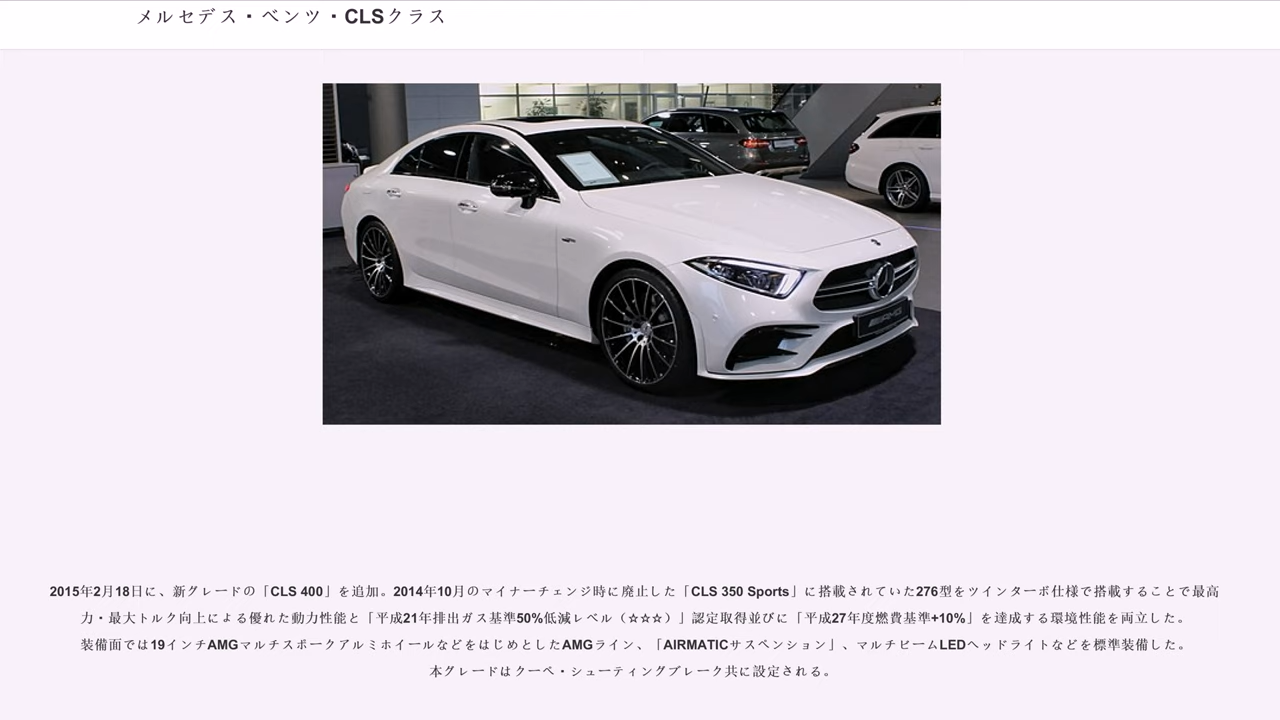 メルセデス・ベンツ・CLSクラス
AMG
2015年2月18日に、新グレードの「CLS 400」を追加。2014年10月のマイナーチェンジ時に廃止した「CLS 350 Sports」に搭載されていた276型をツインターボ仕様で搭載することで最高
力・最大トルク向上による優れた動力性能と「平成21年排出ガス基準50%低減レベル（☆☆☆）」認定取得並びに「平成27年度燃費基準+10%」を達成する環境性能を両立した。
装備面では19インチAMGマルチスポークアルミホイールなどをはじめとしたAMGライン、「AIRMATICサスペンション」、マルチビームLEDヘッドライトなどを標準装備した。
本グレードはクーペ・シューティングブレーク共に設定される。